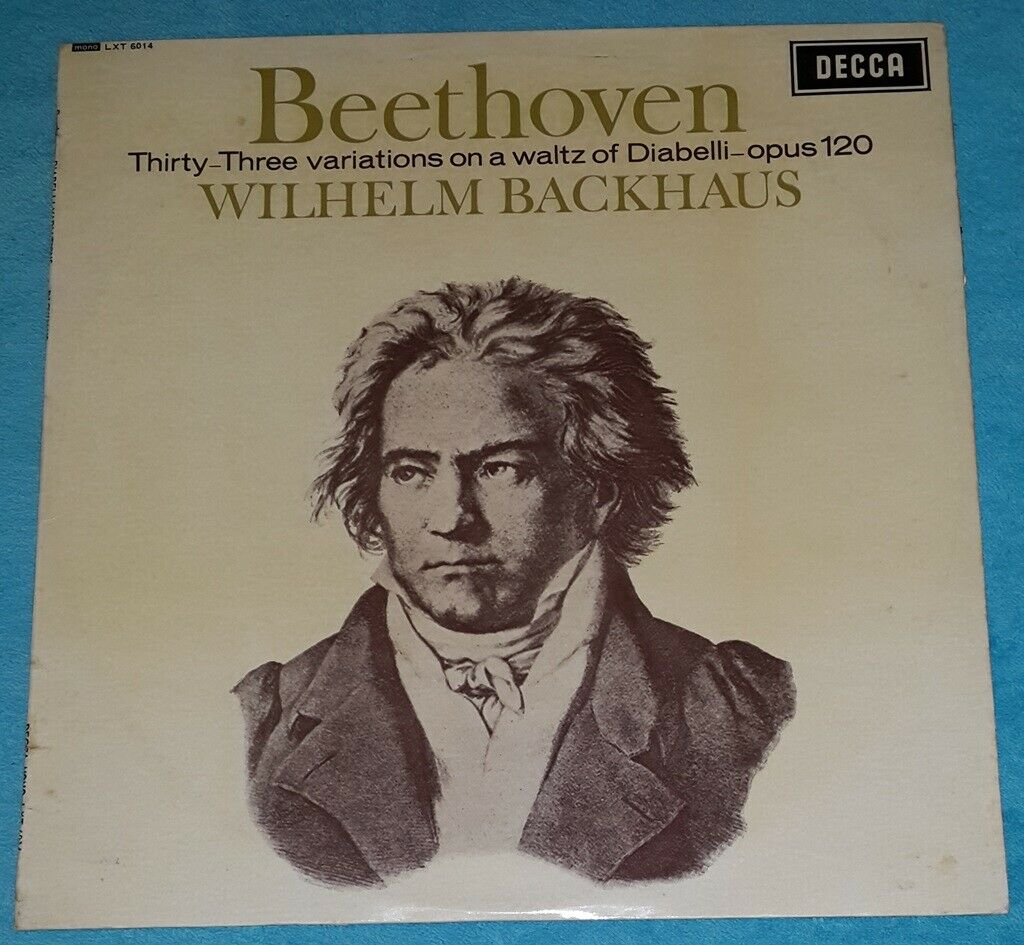 mono LXT 6014
DECCA
Beethoven
Thirty-Three variations on a waltz of Diabelli-opus 120
WILHELM BACKHAUS